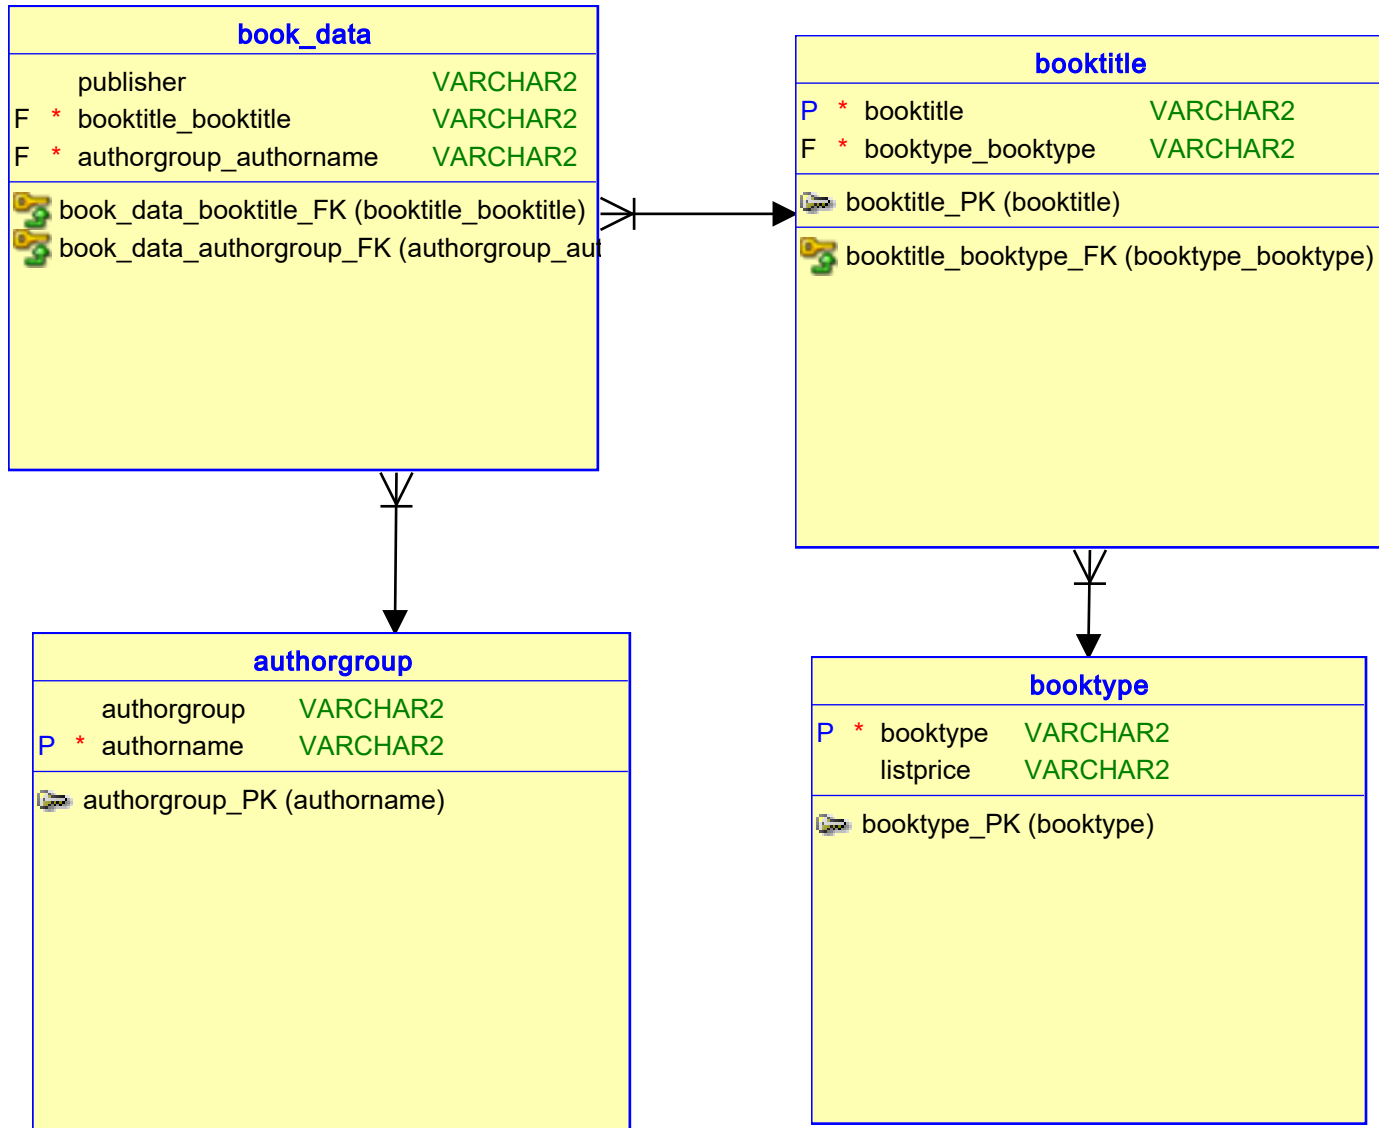 book_data
publisher VARCHAR2
F * booktitle_booktitle VARCHAR2
F * authorgroup_authorname VARCHAR2
book_data_booktitle_FK (booktitle_booktitle)
book_data_authorgroup_FK (authorgroup_aut
booktitle
P * booktitle VARCHAR2
F * booktype_booktype VARCHAR2
booktitle_PK (booktitle)
booktitle_booktype_FK (booktype_booktype)
authorgroup
authorgroup VARCHAR2
P * authorname VARCHAR2
authorgroup_PK (authorname)
booktype
P * booktype VARCHAR2
listprice VARCHAR2
booktype_PK (booktype)